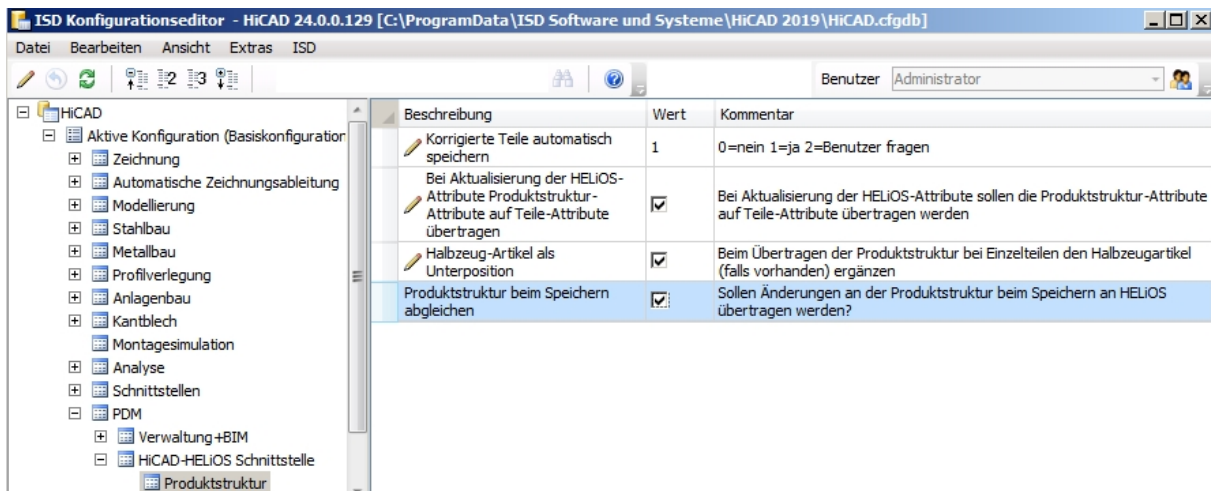 ISD Konfigurationseditor - HiCAD 24.0.0.129 [C:\ProgramData\ISD Software und Systeme\HiCAD 2019\HiCAD.cfgdb]
Datei Bearbeiten Ansicht Extras ISD
2 3 Benutzer Administrator
HiCAD
Aktive Konfiguration (Basiskonfiguration
Zeichnung
Automatische Zeichnungsableitung
Modellierung
Stahlbau
Metallbau
Profilverlegung
Anlagenbau
Kantblech
Montagesimulation
Analyse
Schnittstellen
PDM
Verwaltung+BIM
HiCAD-HELiOS Schnittstelle
Produktstruktur
Beschreibung Wert Kommentar
Korrigierte Teile automatisch
speichern
1
0=nein 1=ja 2=Benutzer fragen
Bei Aktualisierung der HELiOS-
Attribute Produktstruktur-
Attribute auf Teile-Attribute
übertragen
Bei Aktualisierung der HELiOS-Attribute sollen die Produktstruktur-Attribute
auf Teile-Attribute übertragen werden
Halbzeug-Artikel als
Unterposition
Beim Übertragen der Produktstruktur bei Einzelteilen den Halbzeugartikel
(falls vorhanden) ergänzen
Produktstruktur beim Speichern
abgleichen
Sollen Änderungen an der Produktstruktur beim Speichern an HELiOS
übertragen werden?